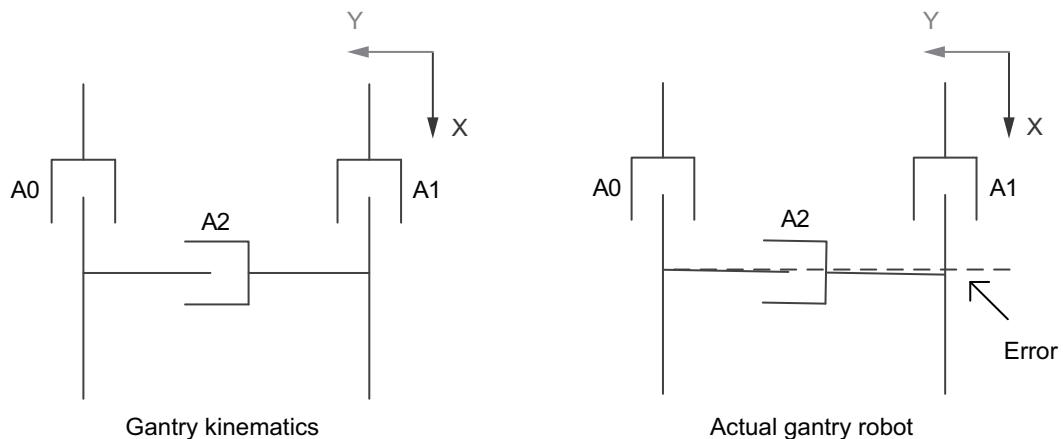 Y
X
A0
A1
A2
Gantry kinematics
Y
X
A0
A1
A2
Error
Actual gantry robot